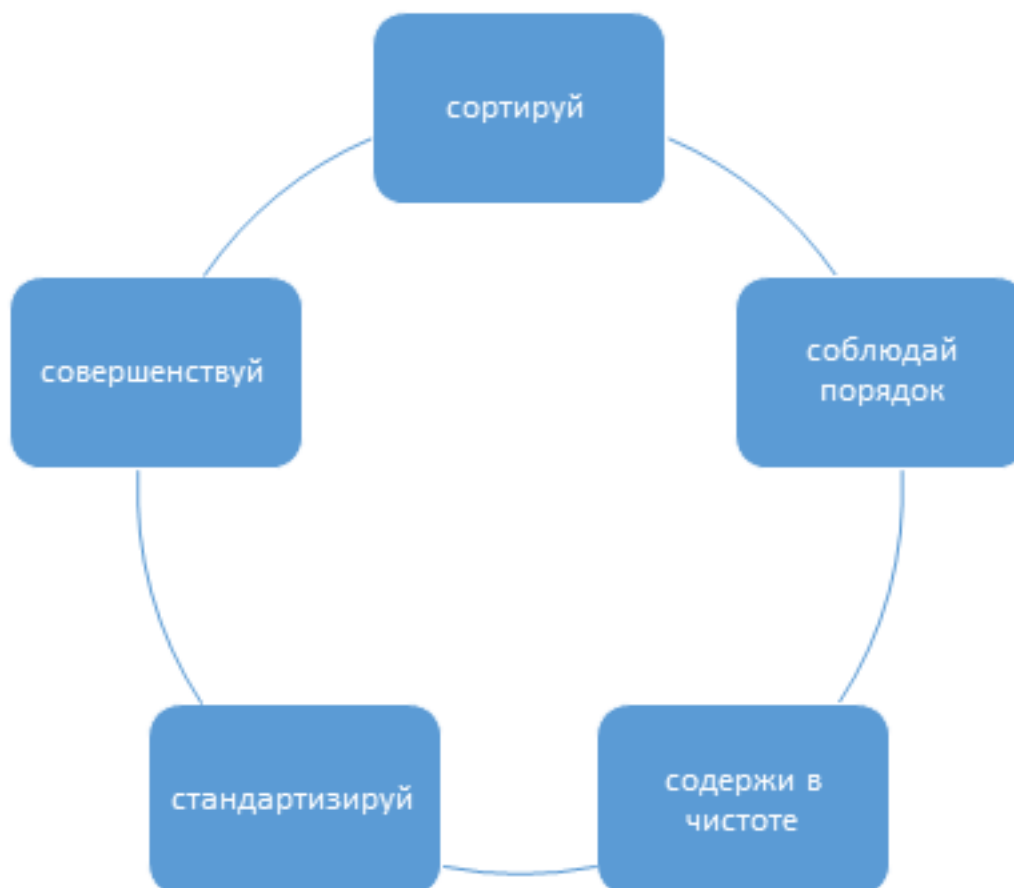 сортируй
соблюдай
порядок
содержи в
чистоте
стандартизируй
совершенствуй